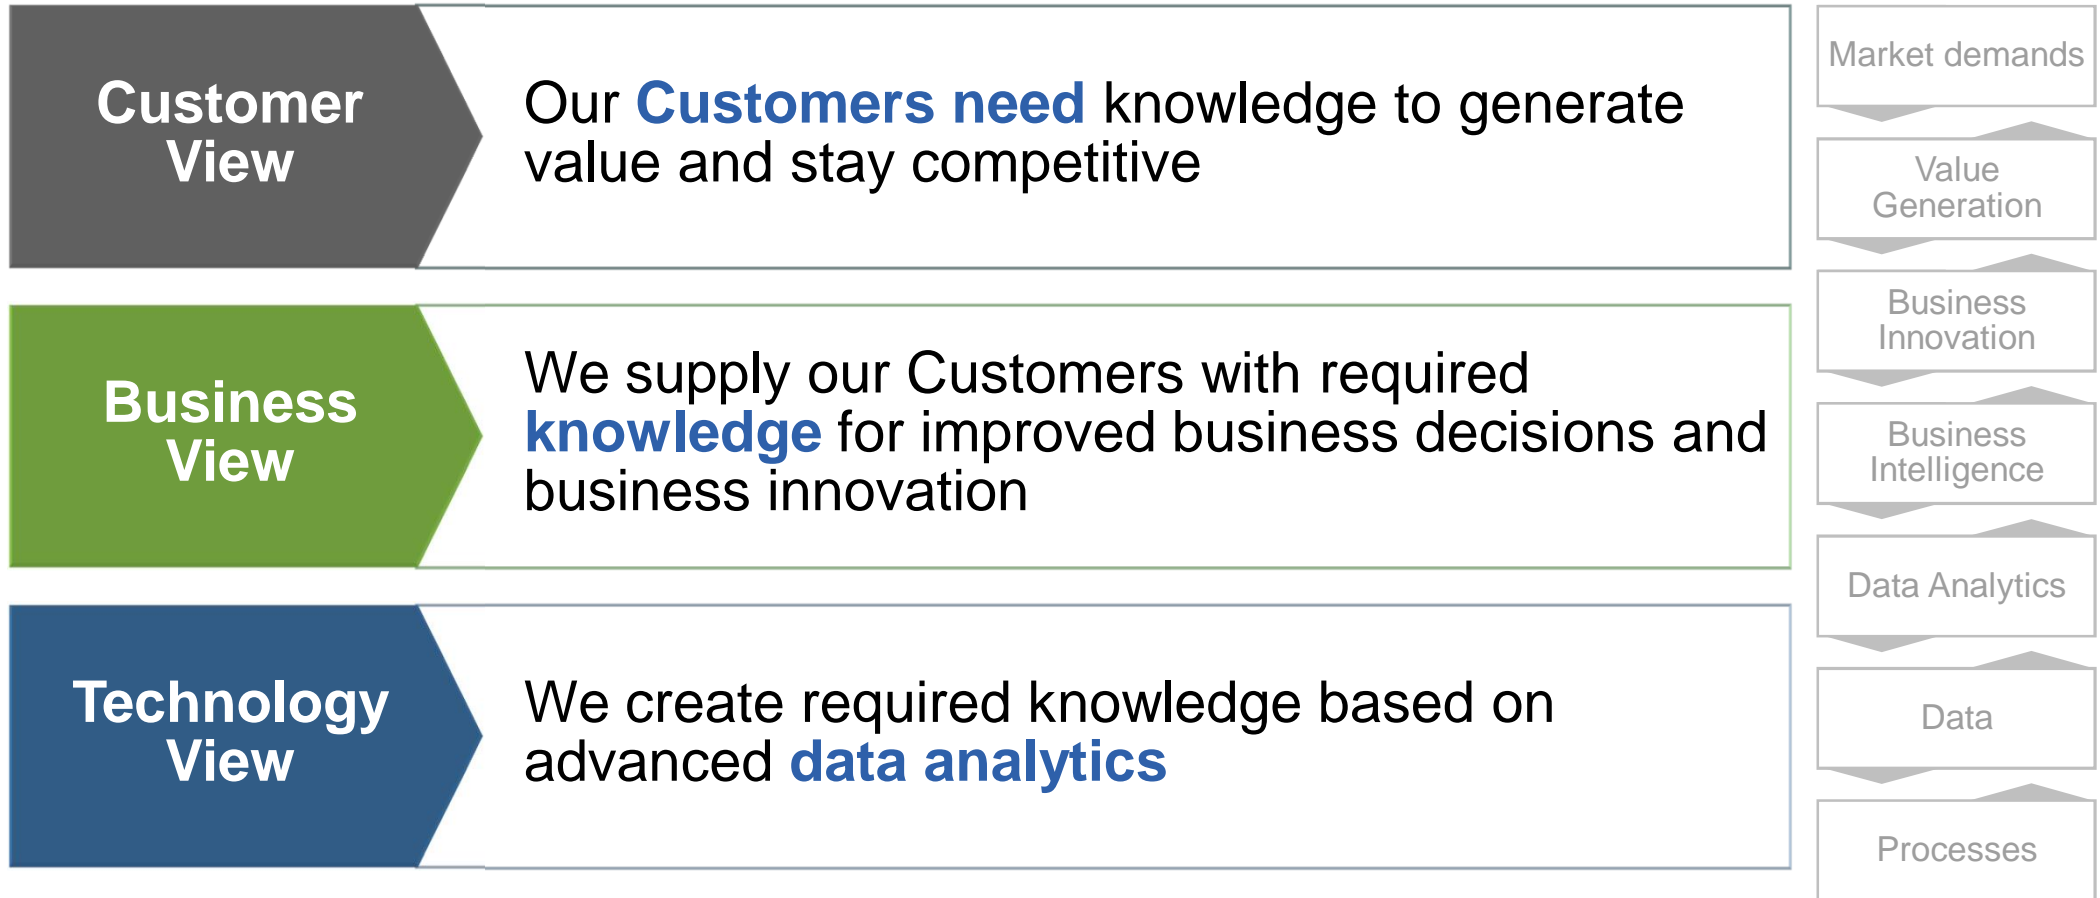 Customer
View
Our Customers need knowledge to generate
value and stay competitive
Business
View
We supply our Customers with required
knowledge for improved business decisions and
business innovation
Technology
View
We create required knowledge based on
advanced data analytics
Market demands
Value
Generation
Business
Innovation
Business
Intelligence
Data Analytics
Data
Processes